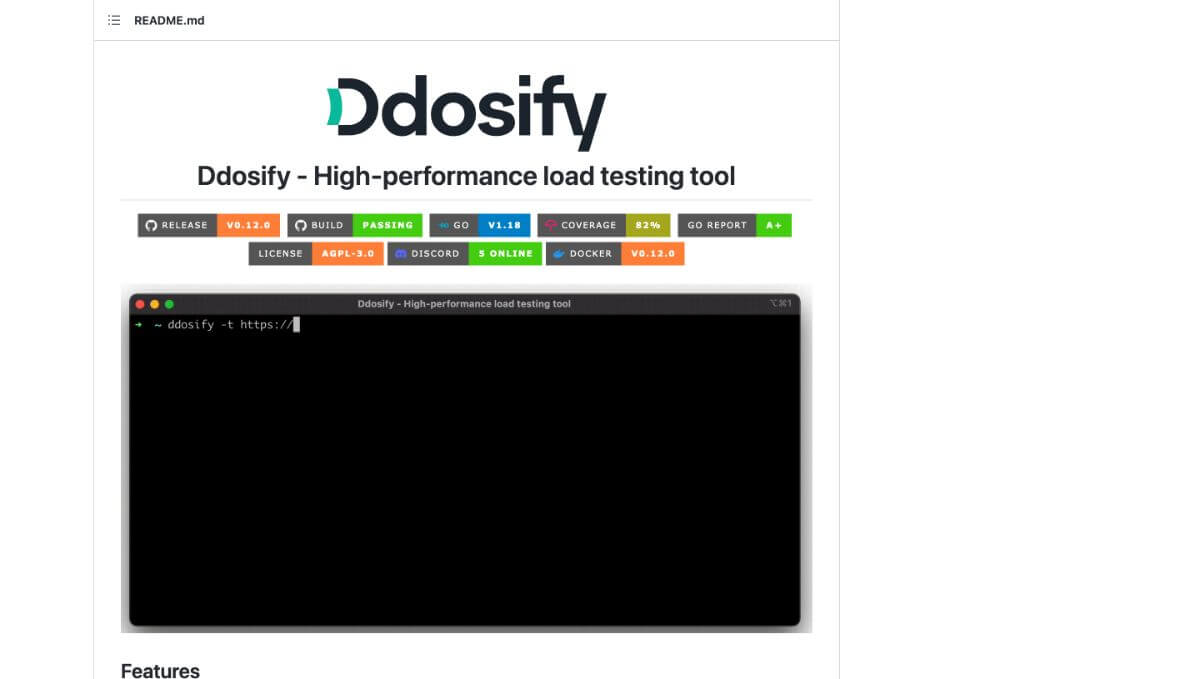 README.md
Ddosify
Ddosify - High-performance load testing tool
RELEASE V0.12.0 BUILD PASSING GO V1.18 COVERAGE 82% GO REPORT A+
LICENSE AGPL-3.0 DISCORD 5 ONLINE DOCKER V0.12.0
Ddosify - High-performance load testing tool ⌥⌘1
➜ ~ ddosify -t https://
Features